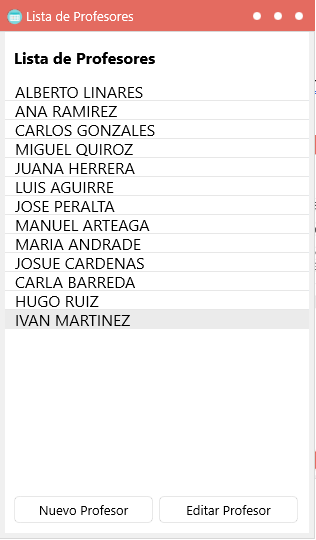 Lista de Profesores
Lista de Profesores
ALBERTO LINARES
ANA RAMIREZ
CARLOS GONZALES
MIGUEL QUIROZ
JUANA HERRERA
LUIS AGUIRRE
JOSE PERALTA
MANUEL ARTEAGA
MARIA ANDRADE
JOSUE CARDENAS
CARLA BARREDA
HUGO RUIZ
IVAN MARTINEZ
Nuevo Profesor Editar Profesor